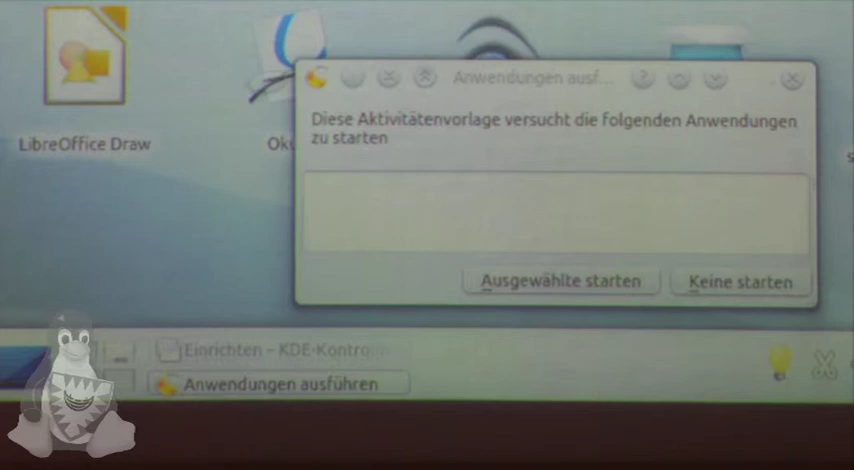 LibreOffice Draw
Anwendungen ausf...
Diese Aktivitätenvorlage versucht die folgenden Anwendungen
zu starten
Ausgewählte starten
Keine starten
Einrichten – KDE-Kontro
Anwendungen ausführen